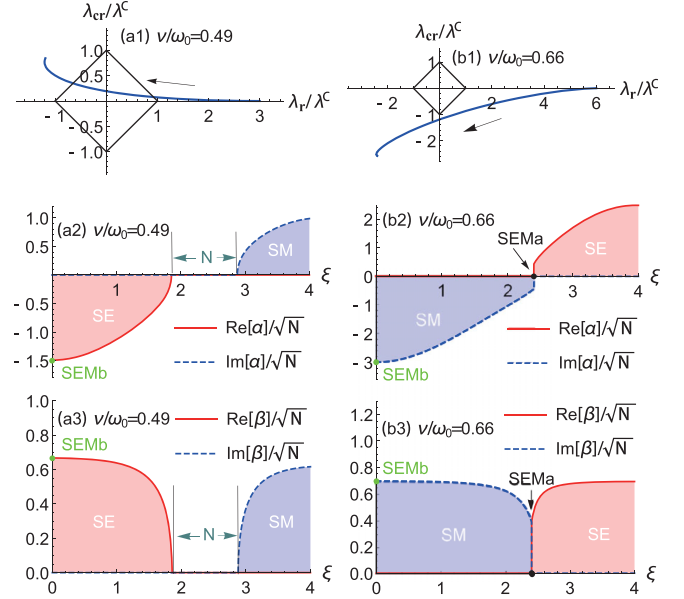 λcr/λᶜ
(a1) ν/ω₀=0.49
1.0
0.5
- 1
1
2
3
λr/λᶜ
- 0.5
- 1.0
λcr/λᶜ
(b1) ν/ω₀=0.66
1
- 2
2
4
6
λr/λᶜ
- 1
- 2
1.0
(a2) ν/ω₀=0.49
0.5
N
SM
ξ
1
2
3
4
- 0.5
SE
- 1.0
Re[α]/√N
- 1.5
Im[α]/√N
SEMb
(b2) ν/ω₀=0.66
2
SEMa
1
SE
0
ξ
1
2
3
4
- 1
SM
- 2
Re[α]/√N
- 3
Im[α]/√N
SEMb
1.0
(a3) ν/ω₀=0.49
Re[β]/√N
0.8
SEMb
Im[β]/√N
0.6
0.4
SE
N
SM
0.2
0.0
0
1
2
3
4
ξ
Re[β]/√N
1.2
(b3) ν/ω₀=0.66
1.0
Im[β]/√N
SEMb
0.8
SEMa
0.6
0.4
SM
SE
0.2
0.0
0
1
2
3
4
ξ